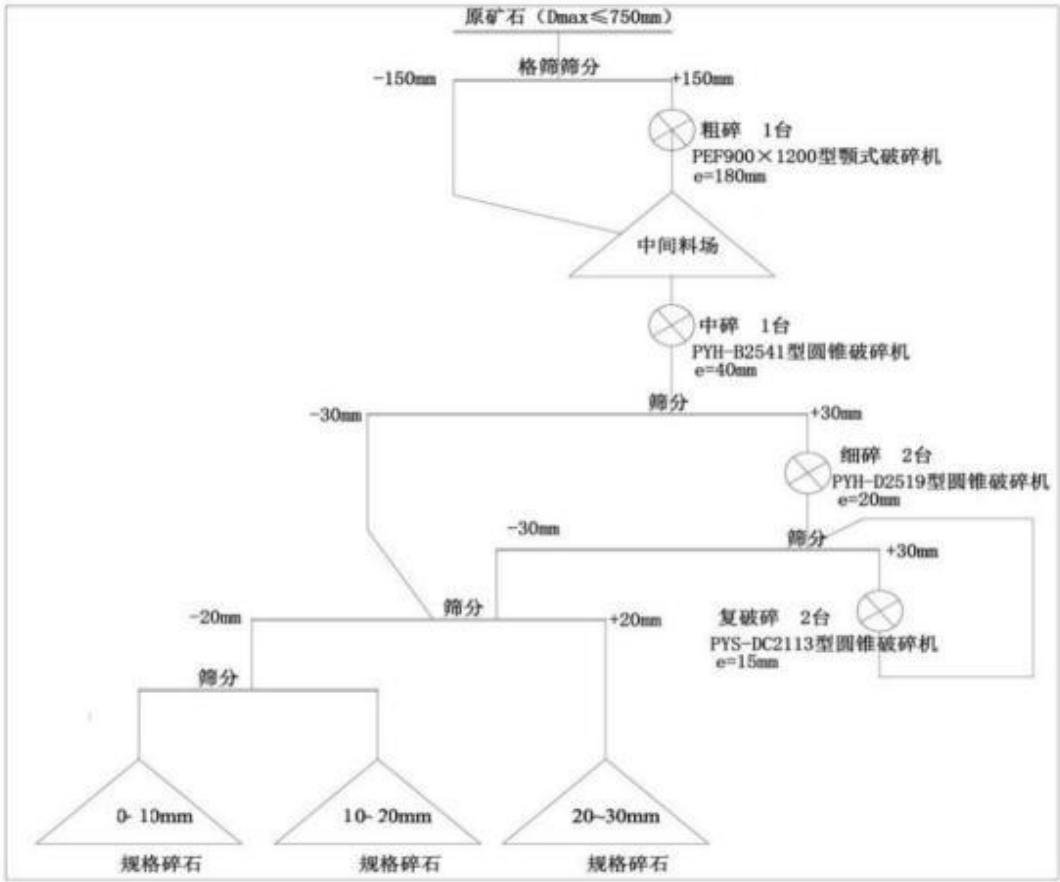 原矿石（Dmax≤750mm）
格筛筛分
-150mm
+150mm
粗碎 1台
PEF900×1200型颚式破碎机
e=180mm
中间料场
中碎 1台
PYH-B2541型圆锥破碎机
e=40mm
筛分
-30mm
+30mm
细碎 2台
PYH-D2519型圆锥破碎机
e=20mm
-30mm
筛分
+30mm
筛分
-20mm
+20mm
复破碎 2台
PYS-DC2113型圆锥破碎机
e=15mm
筛分
0-10mm
10-20mm
20~30mm
规格碎石
规格碎石
规格碎石